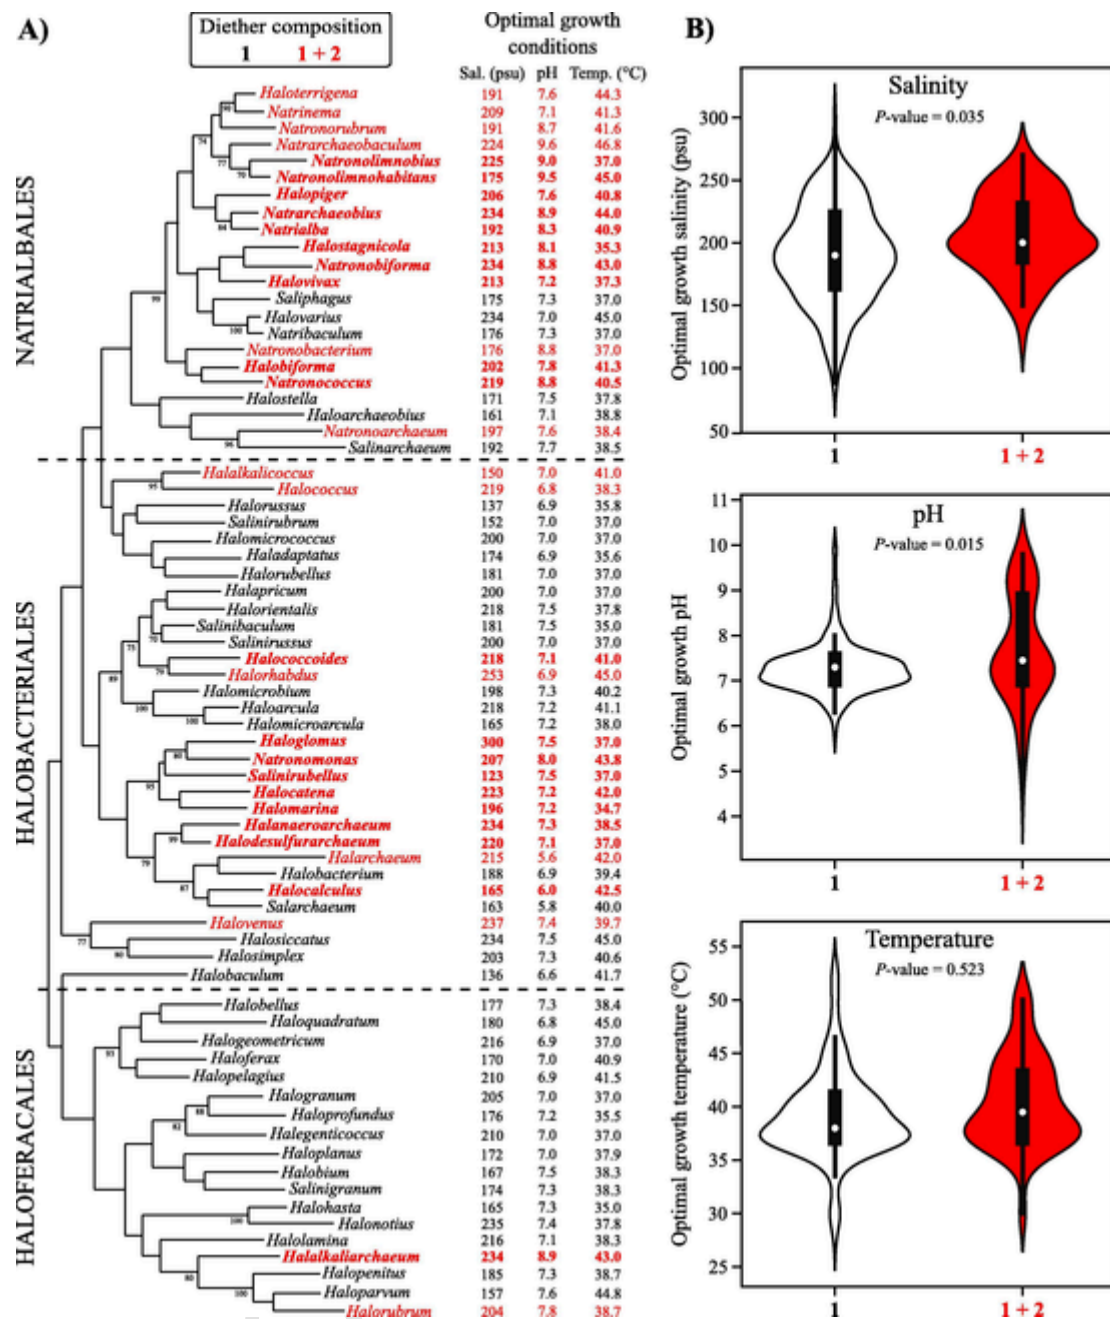 A)
Diether composition
1 1 + 2
Optimal growth
conditions
Sal. (psu) pH Temp. (°C)
NATRIALBALES
Haloterrigena 191 7.6 44.3
Natrinema 209 7.1 41.3
Natronorubrum 191 8.7 41.6
Natrarchaeobaculum 224 9.6 46.8
Natronolimnobius 225 9.0 37.0
Natronolimnohabitans 175 9.5 45.0
Halopiger 206 7.6 40.8
Natrarchaeobius 234 8.9 44.0
Natrialba 192 8.3 40.9
Halostagnicola 213 8.1 35.3
Natronobiforma 234 8.8 43.0
Halovivax 213 7.2 37.3
Saliphagus 175 7.3 37.0
Halovarius 234 7.0 45.0
Natribaculum 176 7.3 37.0
Natronobacterium 176 8.8 37.0
Halobiforma 202 7.8 41.3
Natronococcus 219 8.8 40.5
Halostella 171 7.5 37.8
Haloarchaeobius 161 7.1 38.8
Natronoarchaeum 197 7.6 38.4
Salinarchaeum 192 7.7 38.5
HALOBACTERIALES
Halalkalicoccus 150 7.0 41.0
Halococcus 219 6.8 38.3
Halorussus 137 6.9 35.8
Salinirubrum 152 7.0 37.0
Halomicrococcus 200 7.0 37.0
Haladaptatus 174 6.9 35.6
Halorubellus 181 7.0 37.0
Halapricum 200 7.0 37.0
Halorientalis 218 7.5 37.8
Salinibaculum 181 7.5 35.0
Salinirussus 200 7.0 37.0
Halococcoides 218 7.1 41.0
Halorhabdus 253 6.9 45.0
Halomicrobium 198 7.3 40.2
Haloarcula 218 7.2 41.1
Halomicroarcula 165 7.2 38.0
Haloglomus 300 7.5 37.0
Natronomonas 207 8.0 43.8
Salinirubellus 123 7.5 37.0
Halocatena 223 7.2 42.0
Halomarina 196 7.2 34.7
Halanaeroarchaeum 234 7.3 38.5
Halodesulfurarchaeum 220 7.1 37.0
Halarchaeum 215 5.6 42.0
Halobacterium 188 6.9 39.4
Halocalculus 165 6.0 42.5
Salarchaeum 163 5.8 40.0
Halovenus 237 7.4 39.7
Halosiccatus 234 7.5 45.0
Halosimplex 203 7.3 40.6
Halobaculum 136 6.6 41.7
HALOFERACALES
Halobellus 177 7.3 38.4
Haloquadratum 180 6.8 45.0
Halogeometricum 216 6.9 37.0
Haloferax 170 7.0 40.9
Halopelagius 210 6.9 41.5
Halogranum 205 7.0 37.0
Haloprofundus 176 7.2 35.5
Halegenticoccus 210 7.0 37.0
Haloplanus 172 7.0 37.9
Halobium 167 7.5 38.3
Salinigranum 174 7.3 38.3
Halohasta 165 7.3 35.0
Halonotius 235 7.4 37.8
Halolamina 216 7.1 38.3
Halalkaliarchaeum 234 8.9 43.0
Halopenitus 185 7.3 38.7
Haloparvum 157 7.6 44.8
Halorubrum 204 7.8 38.7
B)
Salinity
P-value = 0.035
Optimal growth salinity (psu)
300
250
200
150
100
50
1 1 + 2
pH
P-value = 0.015
Optimal growth pH
11
10
9
8
7
6
5
4
1 1 + 2
Temperature
P-value = 0.523
Optimal growth temperature (°C)
55
50
45
40
35
30
25
1 1 + 2